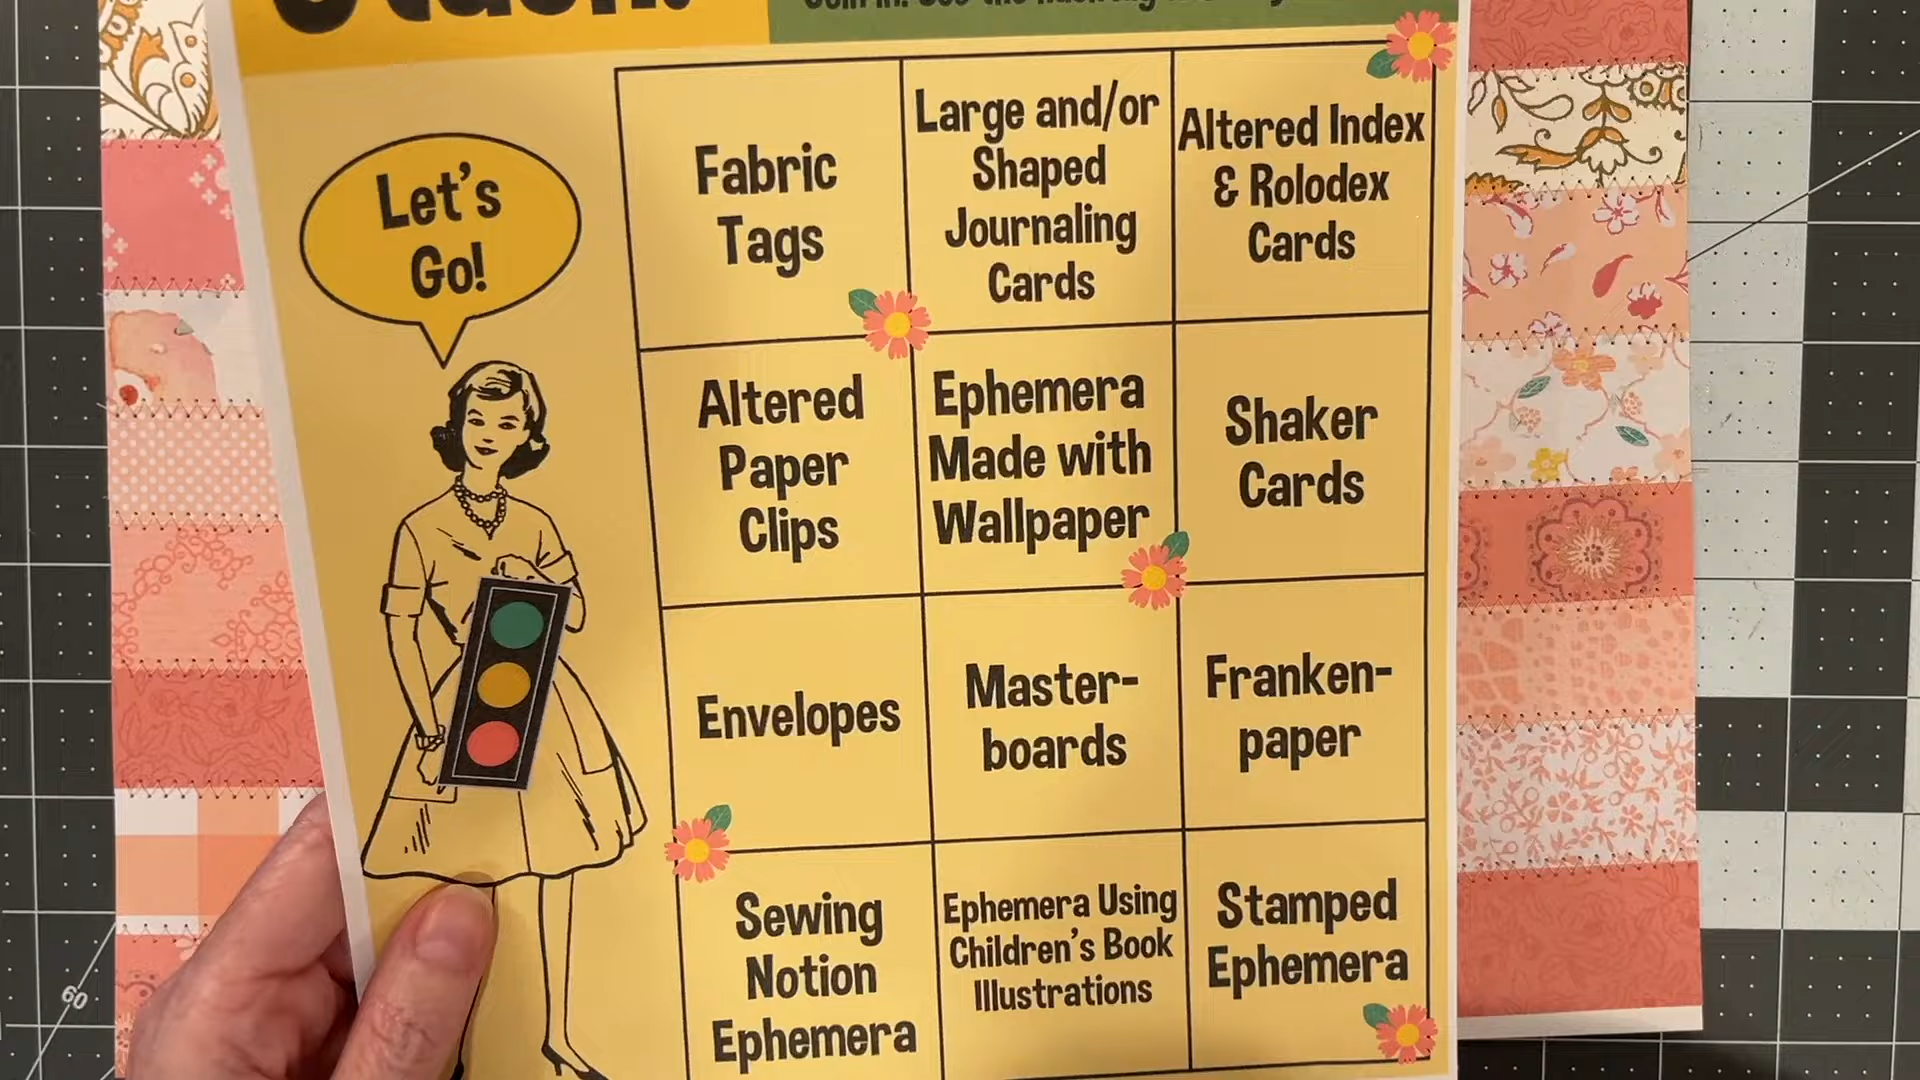 Let's
Go!
Fabric
Tags
Large and/or
Shaped
Journaling
Cards
Altered Index
& Rolodex
Cards
Altered
Paper
Clips
Ephemera
Made with
Wallpaper
Shaker
Cards
Envelopes
Master-
boards
Franken-
paper
Sewing
Notion
Ephemera
Ephemera Using
Children's Book
Illustrations
Stamped
Ephemera
60